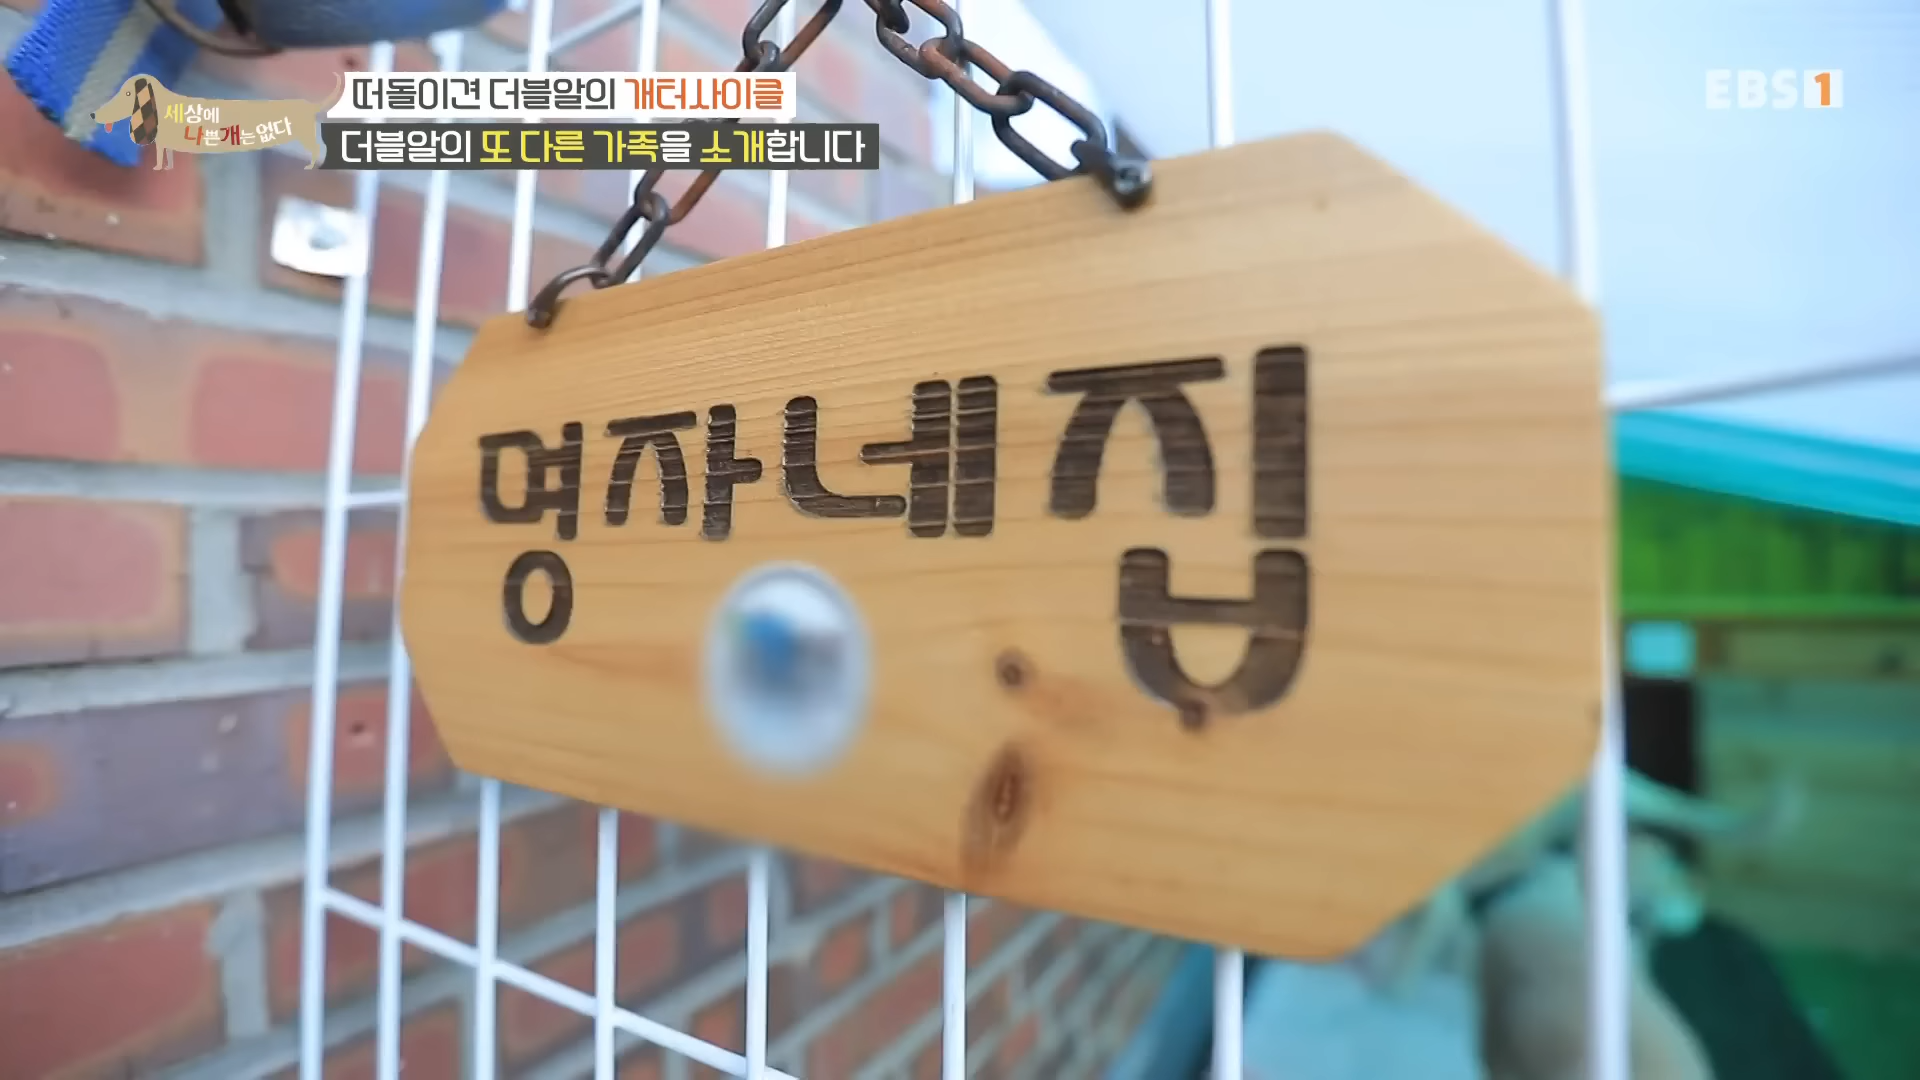 떠돌이견 더블알의 개터사이클
세상에 나쁜 개는 없다
더블알의 또 다른 가족을 소개합니다
EBS1
명자네집